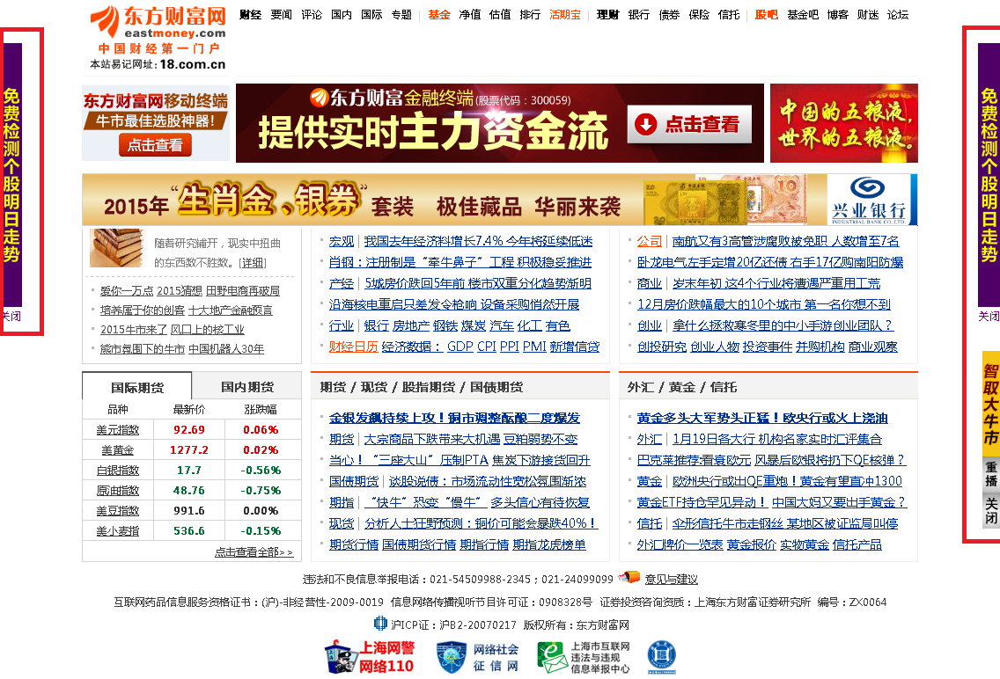 东方财富网
eastmoney.com
中国财经第一门户
本站易记网址:18.com.cn
财经 要闻 评论 国内 国际 专题 | 基金 净值 估值 排行 活期宝 | 理财 银行 债券 保险 信托 | 股吧 基金吧 博客 财迷 论坛
免费检测个股明日走势
关闭
东方财富网移动终端
牛市最佳选股神器!
点击查看
东方财富金融终端(股票代码：300059)
提供实时主力资金流
点击查看
中国的五粮液，
世界的五粮液。
2015年“生肖金、银券”套装 极佳藏品 华丽来袭
兴业银行
INDUSTRIAL BANK CO.,LTD.
随着研究铺开，现实中扭曲
的东西数不胜数。[详细]
爱你一万点 2015猜想 田野电商再破局
培养属于你的创客 十大地产金融预言
2015牛市来了 风口上的核工业
熊市氛围下的牛市 中国机器人30年
宏观 | 我国去年经济料增长7.4% 今年将延续低迷
肖钢：注册制是“牵牛鼻子”工程 积极稳妥推进
产经 | 5城房价跌回5年前 楼市双重分化趋势渐明
沿海核电重启只差发令枪响 设备采购悄然开展
行业 | 银行 房地产 钢铁 煤炭 汽车 化工 有色
财经日历 经济数据： GDP CPI PPI PMI 新增信贷
公司 | 南航又有3高管涉腐败被免职 人数增至7名
卧龙电气左手定增20亿还债 右手17亿购南阳防爆
商业 | 岁末年初 这4个行业将遭遇严重用工荒
12月房价跌幅最大的10个城市 第一名你想不到
创业 | 拿什么拯救寒冬里的中小手游创业团队？
创投研究 创业人物 投资事件 并购机构 商业观察
国际期货 国内期货
品种 最新价 涨跌幅
美元指数 92.69 0.06%
美黄金 1277.2 0.02%
白银指数 17.7 -0.56%
原油指数 48.76 -0.75%
美豆指数 991.6 0.00%
美小麦指 536.6 -0.15%
点击查看全部>>
期货 / 现货 / 股指期货 / 国债期货
金银发飙持续上攻！铜市调整酝酿二度爆发
期货 | 大宗商品下跌带来大机遇 豆粕弱势不变
当心！“三座大山”压制PTA 焦炭下游接货回升
国债期货 | 谈股说债：市场流动性宽松氛围渐浓
期指 | “快牛”恐变“慢牛” 多头信心有待恢复
现货 | 分析人士狂野预测：铜价可能会暴跌40%！
期货行情 国债期货行情 期指行情 期指龙虎榜单
外汇 / 黄金 / 信托
黄金多头大军势头正猛！欧央行或火上浇油
外汇 | 1月19日各大行 机构名家实时汇评集合
巴克莱推荐:看衰欧元 风暴后欧银将扔下QE核弹？
黄金 | 欧洲央行或出QE重炮！黄金有望直冲1300
黄金ETF持仓罕见异动！ 中国大妈又要出手黄金？
信托 | 伞形信托牛市走钢丝 某地区被证监局叫停
外汇牌价一览表 黄金报价 实物黄金 信托产品
免费检测个股明日走势
关闭
智取大牛市
重播
关闭
违法和不良信息举报电话：021-54509988-2345；021-24099099 意见与建议
互联网药品信息服务资格证书：(沪)-非经营性-2009-0019 信息网络传播视听节目许可证：0908328号 证券投资咨询资质：上海东方财富证券研究所 编号：ZX0064
沪ICP证：沪B2-20070217 版权所有：东方财富网
上海网警
网络110
网络社会
征信网
上海市互联网
违法与违规
信息举报中心